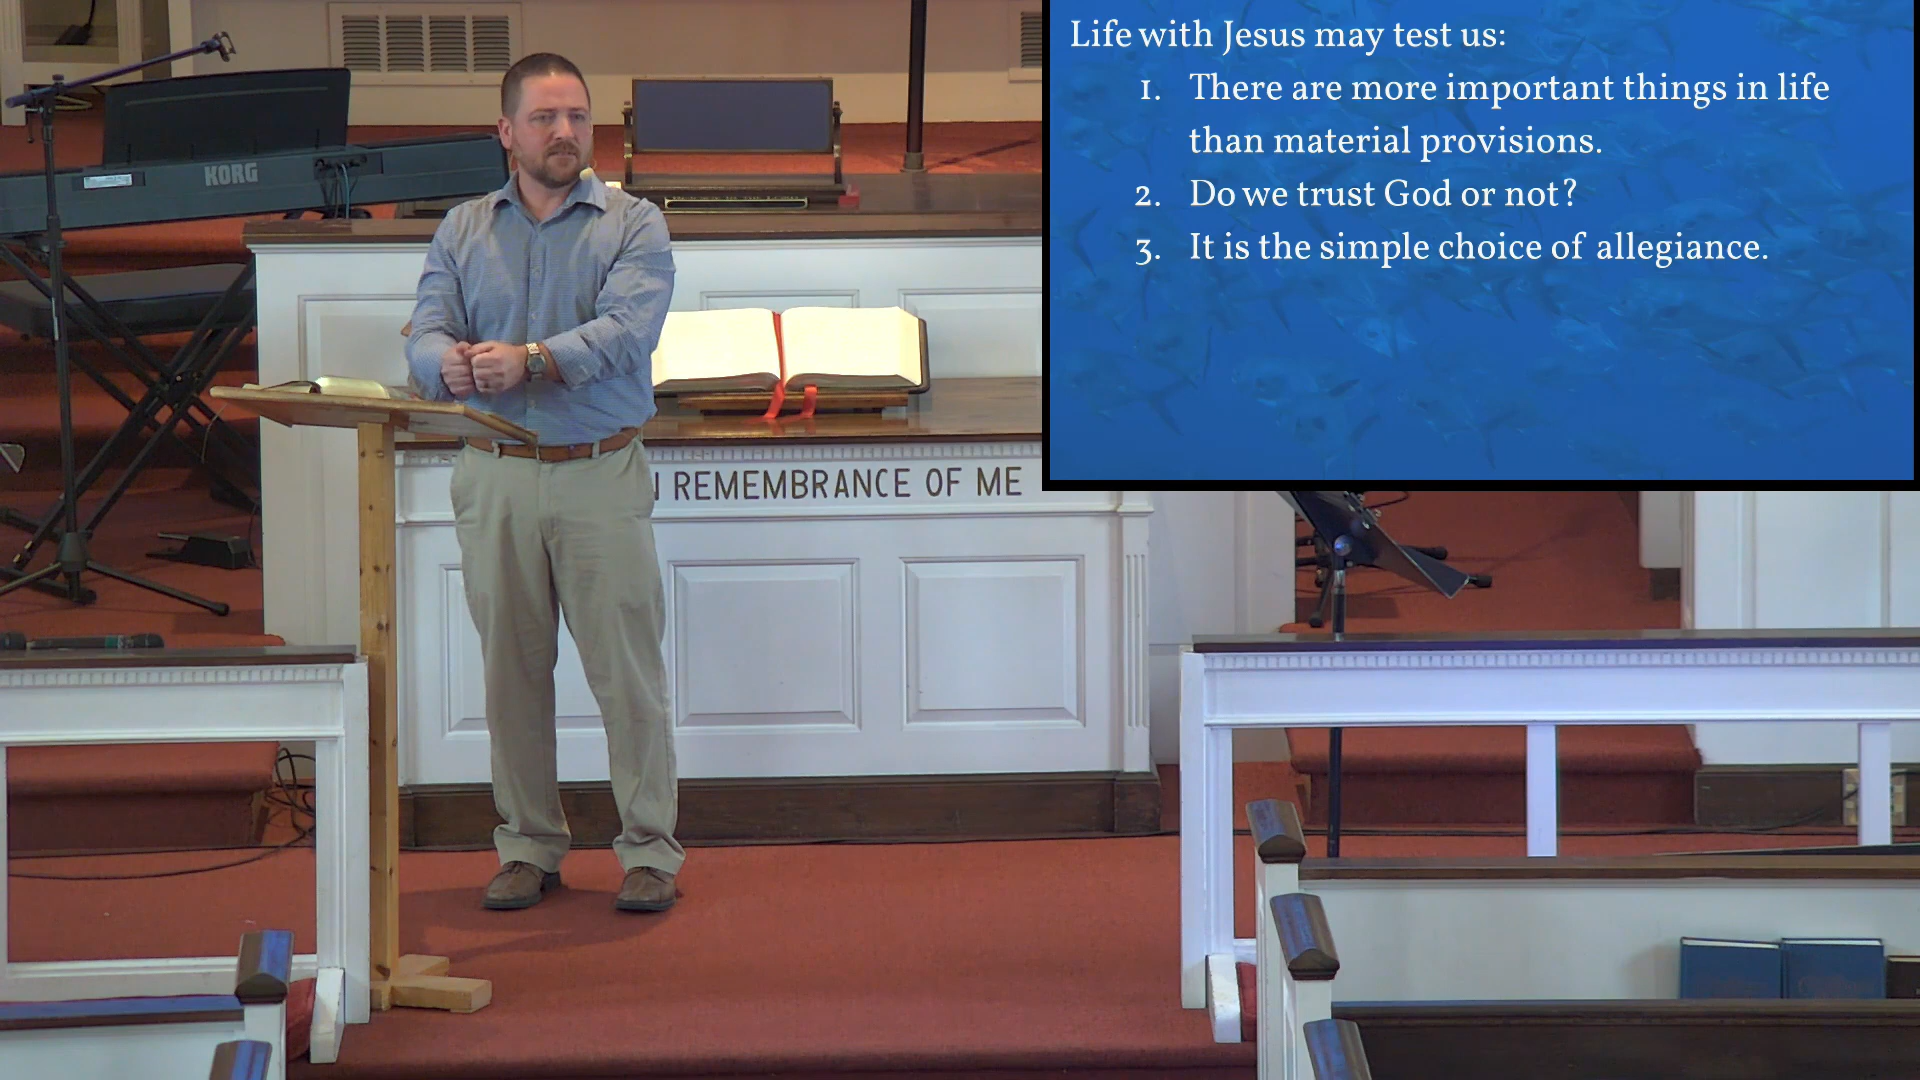 Life with Jesus may test us:
1. There are more important things in life
than material provisions.
2. Do we trust God or not?
3. It is the simple choice of allegiance.
KORG
REMEMBRANCE OF ME